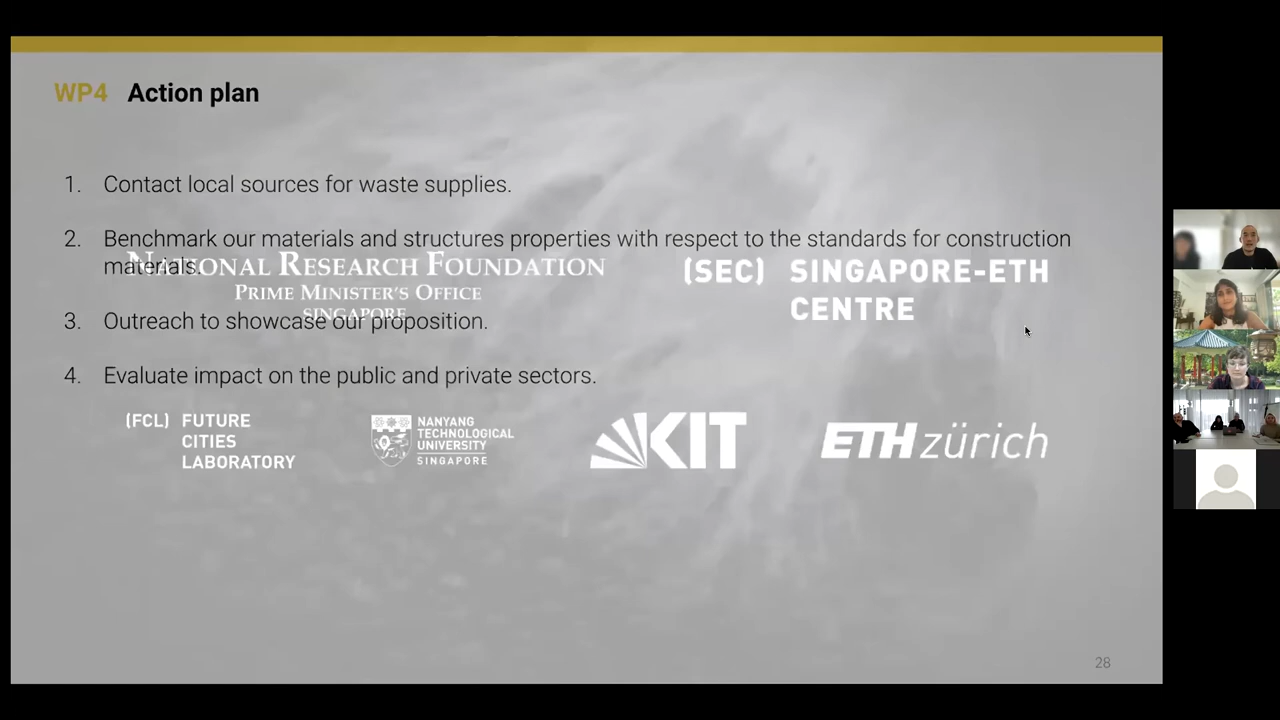 WP4 Action plan
1. Contact local sources for waste supplies.
2. Benchmark our materials and structures properties with respect to the standards for construction
materials.
NATIONAL RESEARCH FOUNDATION
PRIME MINISTER'S OFFICE
SINGAPORE
(SEC) SINGAPORE-ETH
CENTRE
3. Outreach to showcase our proposition.
4. Evaluate impact on the public and private sectors.
(FCL) FUTURE
CITIES
LABORATORY
NANYANG
TECHNOLOGICAL
UNIVERSITY
SINGAPORE
KIT
ETH zürich
28